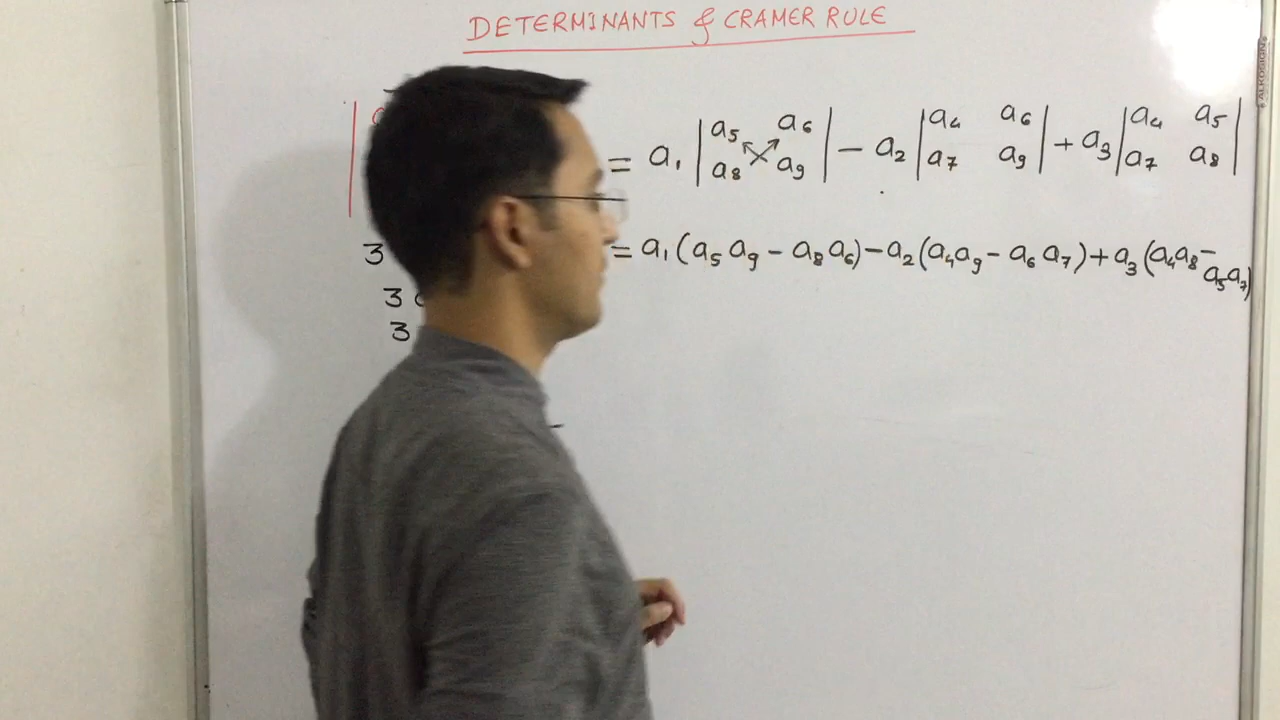 DETERMINANTS & CRAMER RULE
= a₁ |a₅ a₆| − a₂ |a₄ a₆| + a₃ |a₄ a₅|
|a₈ a₉| |a₇ a₉| |a₇ a₈|
3 = a₁(a₅a₉ − a₈a₆) − a₂(a₄a₉ − a₆a₇) + a₃(a₄a₈ −
a₅a₇)
3
3
ALKOSIGN